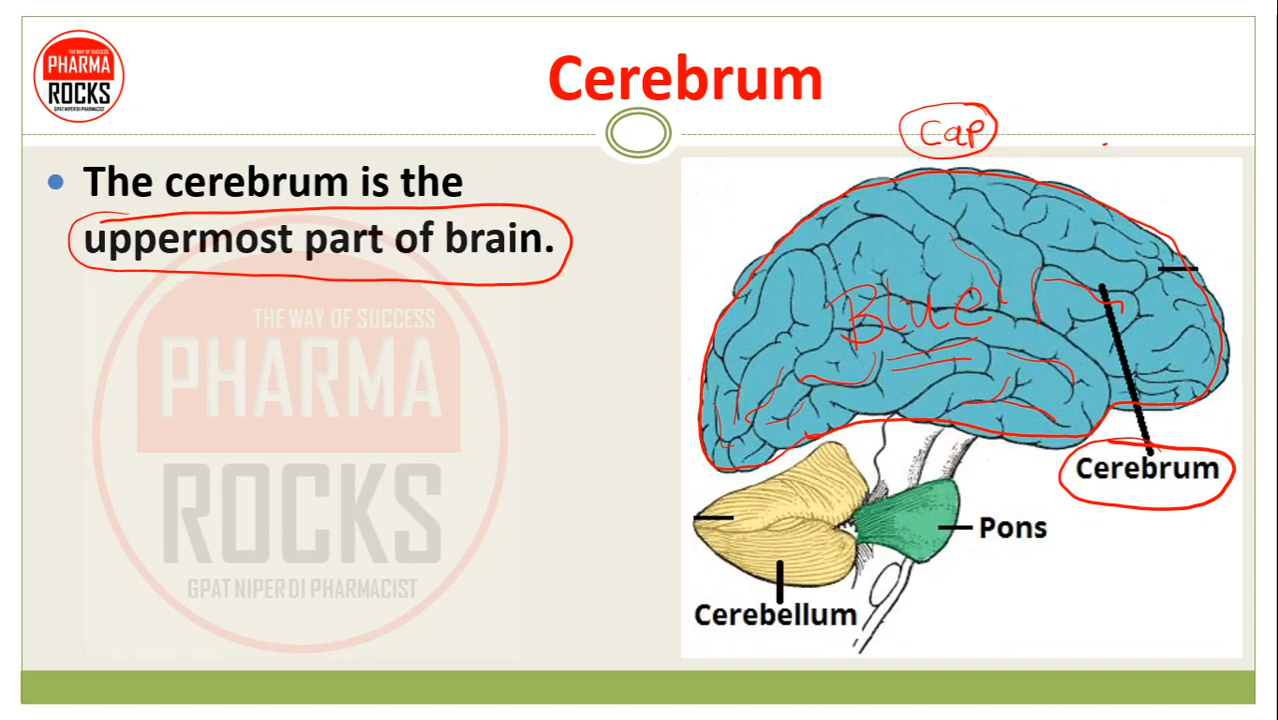 THE WAY OF SUCCESS
PHARMA
ROCKS
GPAT NIPER DI PHARMACIST
Cerebrum
Cap
• The cerebrum is the
uppermost part of brain.
Blue
THE WAY OF SUCCESS
PHARMA
ROCKS
GPAT NIPER DI PHARMACIST
Cerebrum
Pons
Cerebellum